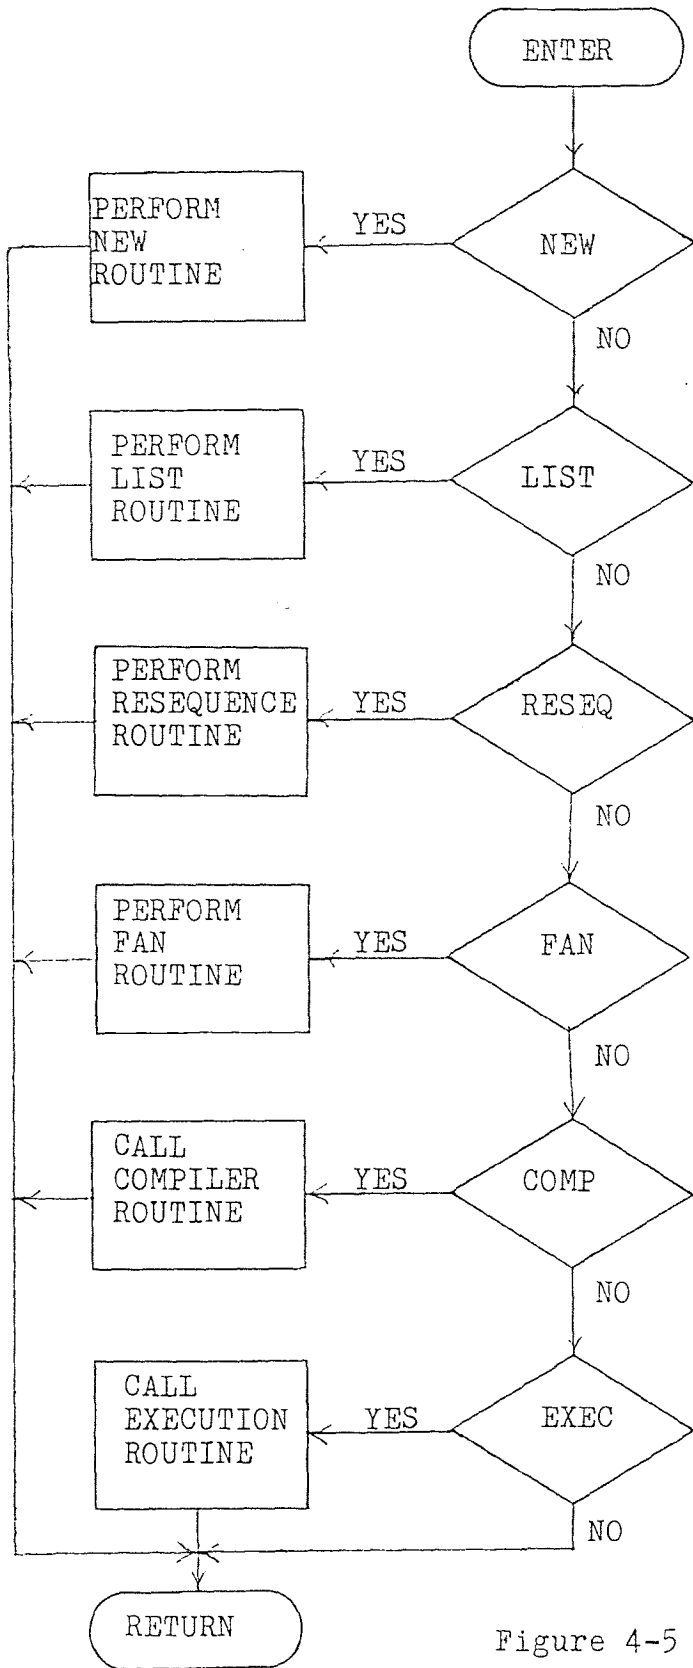 ENTER
PERFORM
NEW
ROUTINE
YES
NEW
NO
PERFORM
LIST
ROUTINE
YES
LIST
NO
PERFORM
RESEQUENCE
ROUTINE
YES
RESEQ
NO
PERFORM
FAN
ROUTINE
YES
FAN
NO
CALL
COMPILER
ROUTINE
YES
COMP
NO
CALL
EXECUTION
ROUTINE
YES
EXEC
NO
RETURN
Figure 4-5